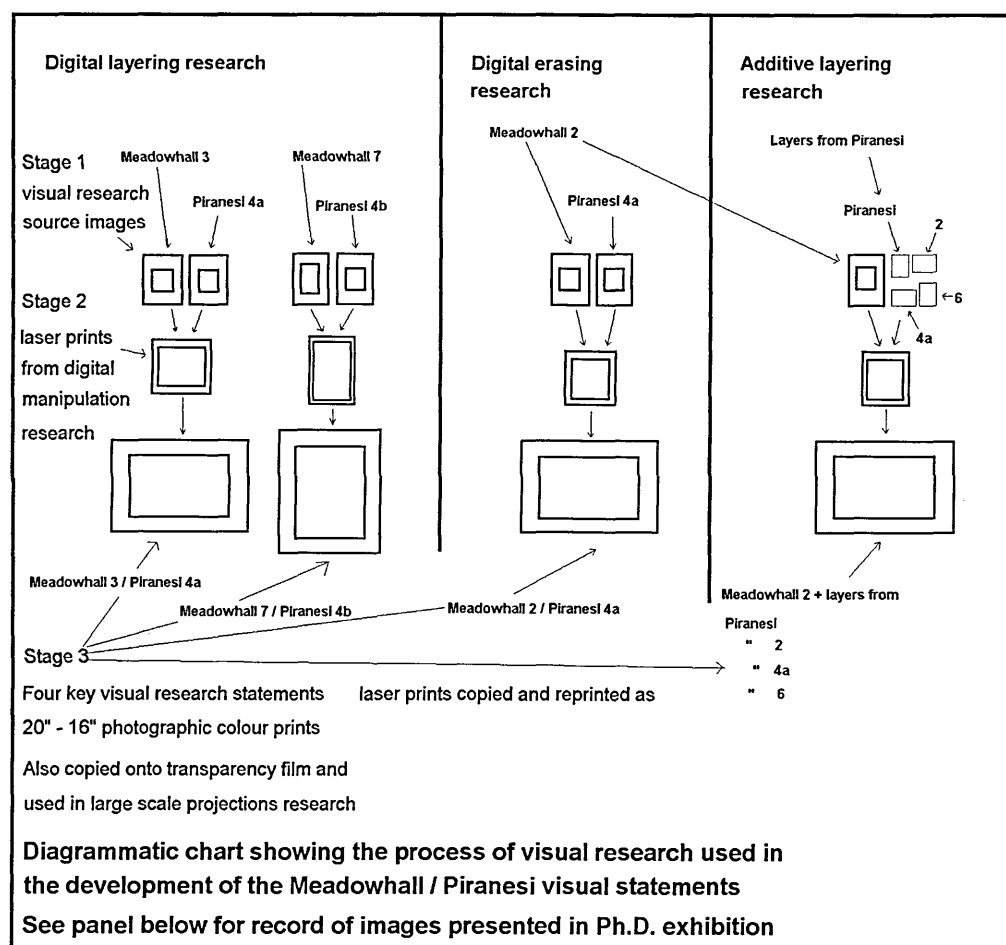 Digital layering research
Digital erasing
research
Additive layering
research
Stage 1
visual research
source images
Meadowhall 3
Piranesi 4a
Meadowhall 7
Piranesi 4b
Meadowhall 2
Piranesi 4a
Layers from Piranesi
Piranesi
2
6
4a
Stage 2
laser prints
from digital
manipulation
research
Meadowhall 3 / Piranesi 4a
Meadowhall 7 / Piranesi 4b
Meadowhall 2 / Piranesi 4a
Meadowhall 2 + layers from
Piranesi
" 2
" 4a
" 6
Stage 3
Four key visual research statements laser prints copied and reprinted as
20" - 16" photographic colour prints
Also copied onto transparency film and
used in large scale projections research
Diagrammatic chart showing the process of visual research used in
the development of the Meadowhall / Piranesi visual statements
See panel below for record of images presented in Ph.D. exhibition